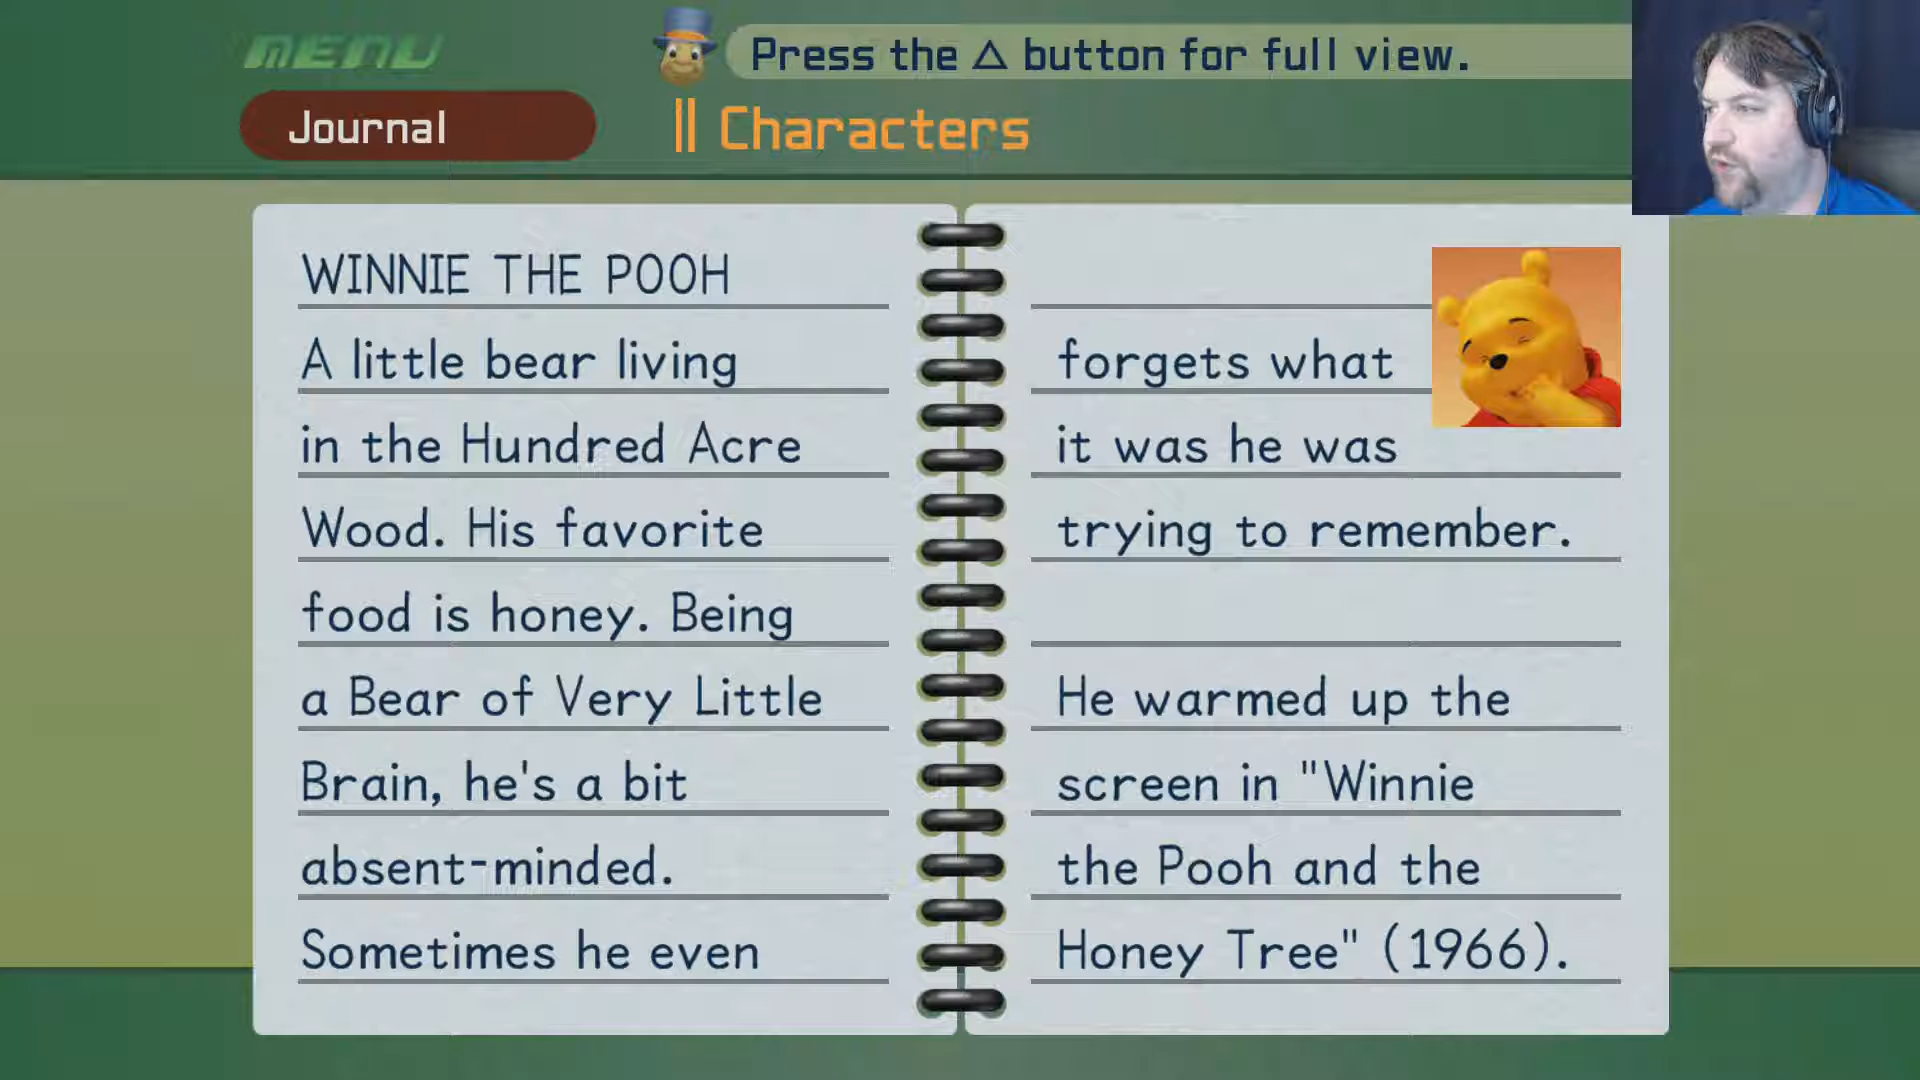 MENU
Press the △ button for full view.
Journal
Characters
WINNIE THE POOH
A little bear living
in the Hundred Acre
Wood. His favorite
food is honey. Being
a Bear of Very Little
Brain, he's a bit
absent-minded.
Sometimes he even
forgets what
it was he was
trying to remember.
He warmed up the
screen in "Winnie
the Pooh and the
Honey Tree" (1966).